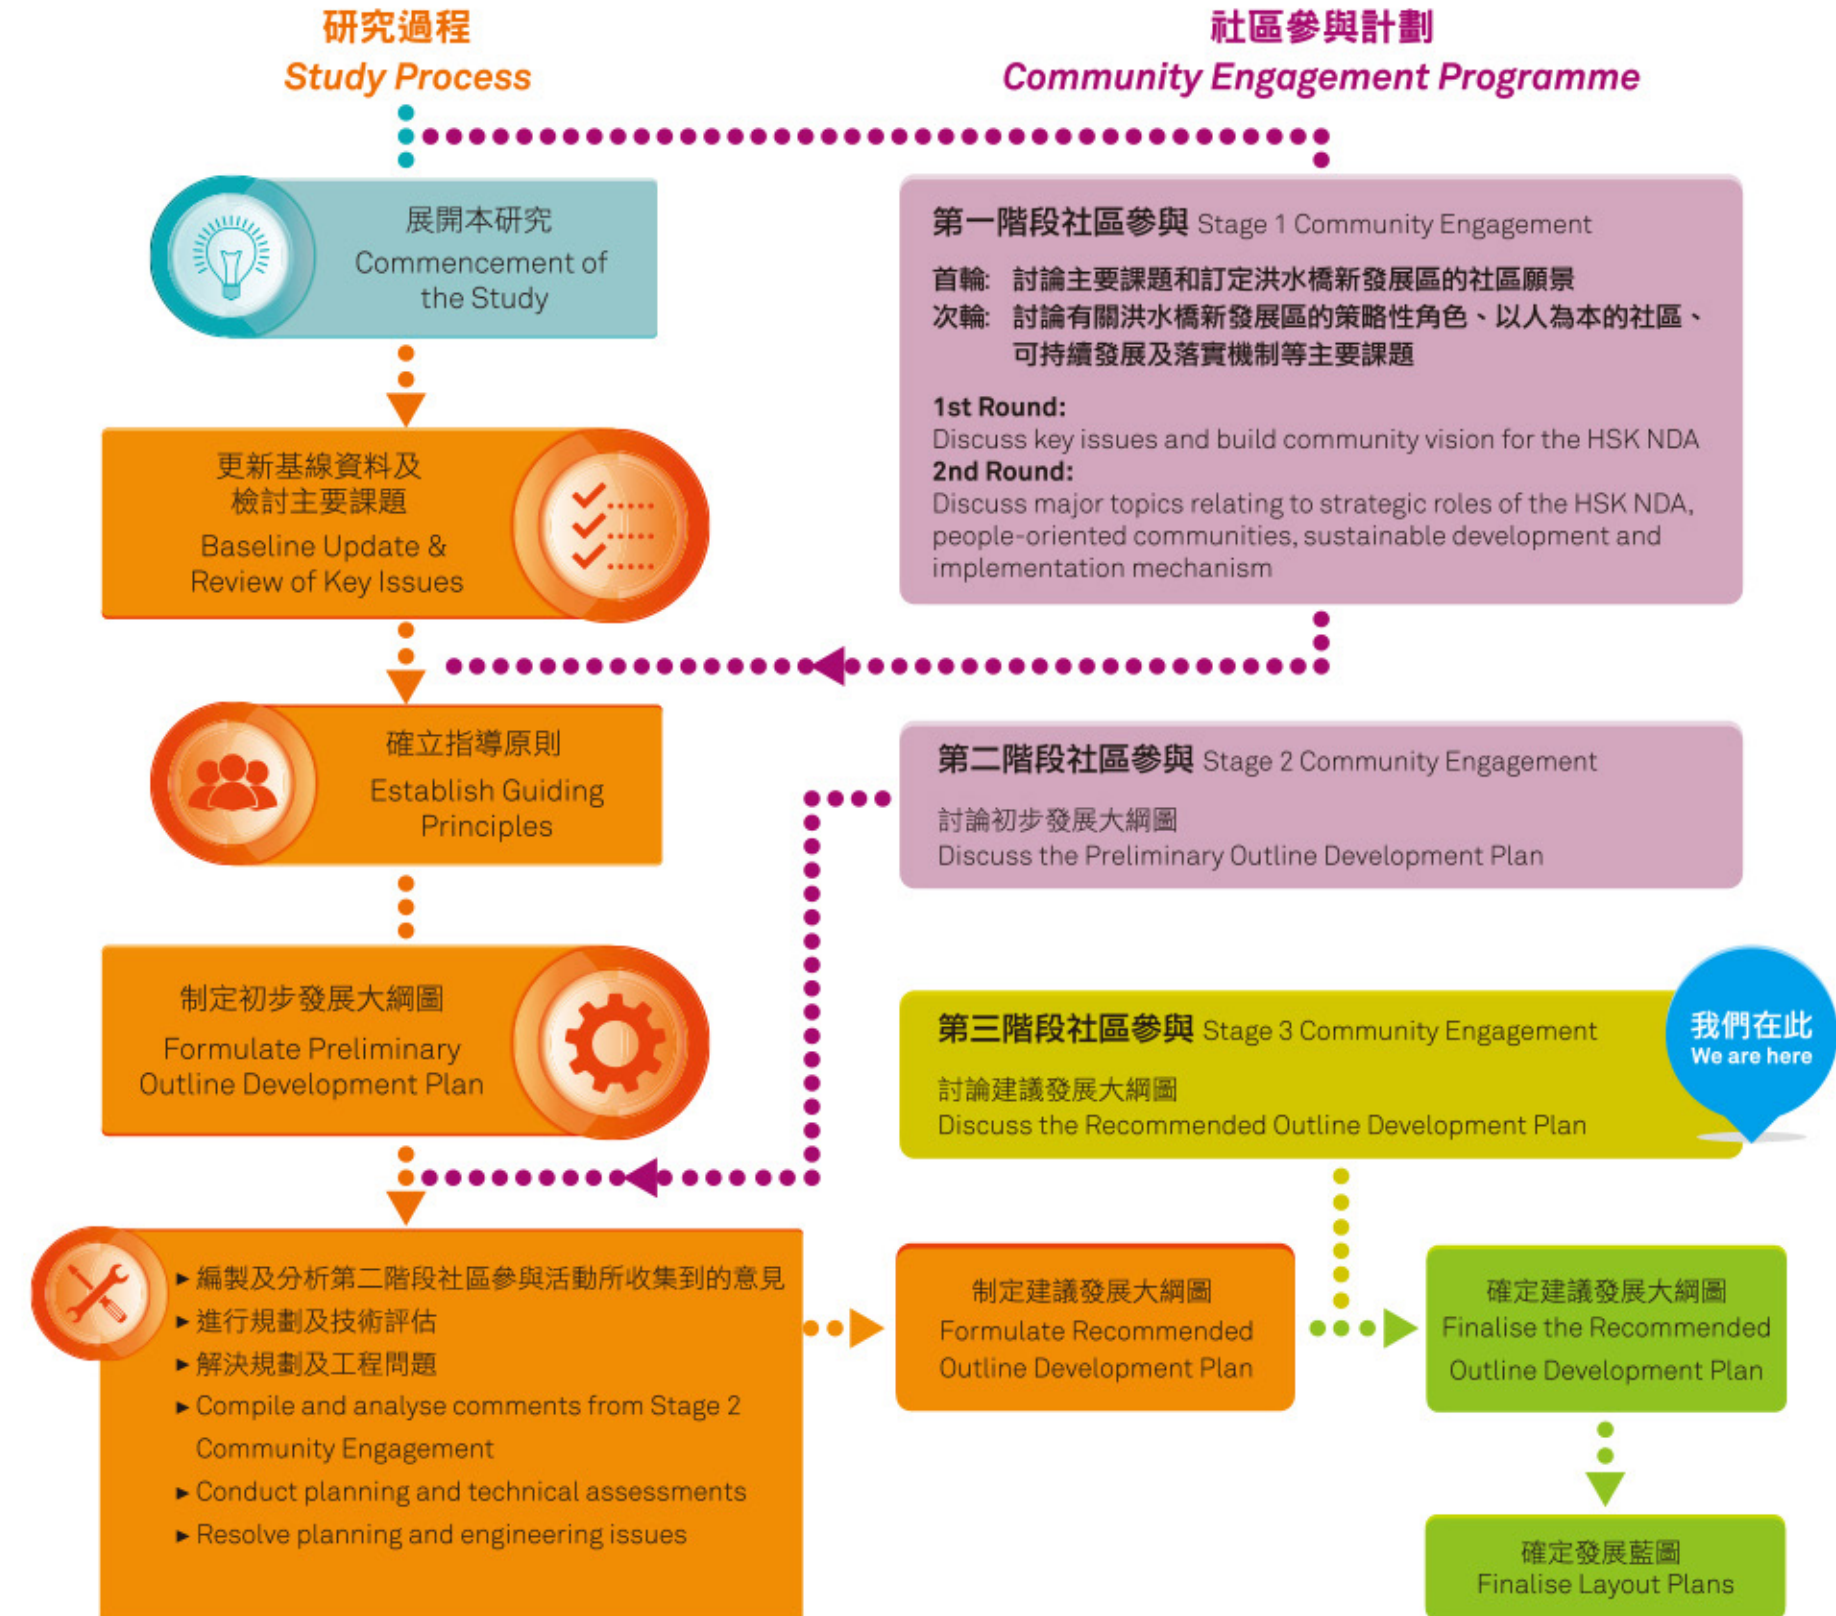 研究過程
Study Process
社區參與計劃
Community Engagement Programme
展開本研究
Commencement of
the Study
第一階段社區參與 Stage 1 Community Engagement
首輪: 討論主要課題和訂定洪水橋新發展區的社區願景
次輪: 討論有關洪水橋新發展區的策略性角色、以人為本的社區、
可持續發展及落實機制等主要課題
1st Round:
Discuss key issues and build community vision for the HSK NDA
2nd Round:
Discuss major topics relating to strategic roles of the HSK NDA,
people-oriented communities, sustainable development and
implementation mechanism
更新基線資料及
檢討主要課題
Baseline Update &
Review of Key Issues
確立指導原則
Establish Guiding
Principles
第二階段社區參與 Stage 2 Community Engagement
討論初步發展大綱圖
Discuss the Preliminary Outline Development Plan
制定初步發展大綱圖
Formulate Preliminary
Outline Development Plan
第三階段社區參與 Stage 3 Community Engagement
討論建議發展大綱圖
Discuss the Recommended Outline Development Plan
我們在此
We are here
▸ 編製及分析第二階段社區參與活動所收集到的意見
▸ 進行規劃及技術評估
▸ 解決規劃及工程問題
▸ Compile and analyse comments from Stage 2
Community Engagement
▸ Conduct planning and technical assessments
▸ Resolve planning and engineering issues
制定建議發展大綱圖
Formulate Recommended
Outline Development Plan
確定建議發展大綱圖
Finalise the Recommended
Outline Development Plan
確定發展藍圖
Finalise Layout Plans